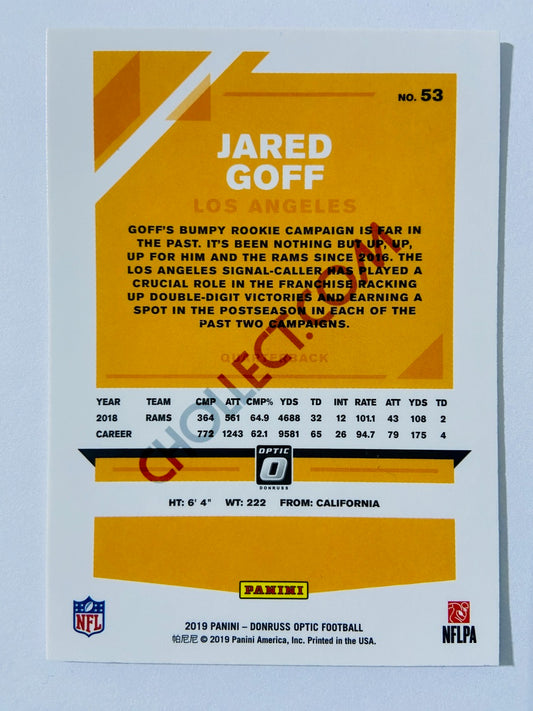 NO. 53
JARED
GOFF
LOS ANGELES
GOFF'S BUMPY ROOKIE CAMPAIGN IS FAR IN
THE PAST. IT'S BEEN NOTHING BUT UP, UP,
UP FOR HIM AND THE RAMS SINCE 2016. THE
LOS ANGELES SIGNAL-CALLER HAS PLAYED A
CRUCIAL ROLE IN THE FRANCHISE RACKING
UP DOUBLE-DIGIT VICTORIES AND EARNING A
SPOT IN THE POSTSEASON IN EACH OF THE
PAST TWO CAMPAIGNS.
QUARTERBACK
CHOLLECT.COM
YEAR TEAM CMP ATT CMP% YDS TD INT RATE ATT YDS TD
2018 RAMS 364 561 64.9 4688 32 12 101.1 43 108 2
CAREER 772 1243 62.1 9581 65 26 94.7 79 175 4
OPTIC
DONRUSS
HT: 6' 4" WT: 222 FROM: CALIFORNIA
PANINI
NFL
2019 PANINI – DONRUSS OPTIC FOOTBALL
帕尼尼 © 2019 Panini America, Inc. Printed in the USA.
NFLPA